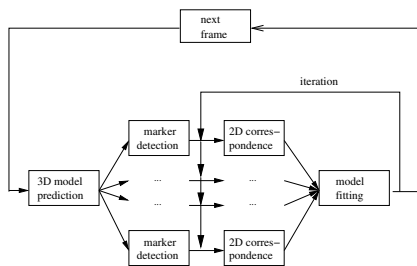 next
frame
iteration
marker
detection
2D corres-
pondence
3D model
prediction
... ...
... ...
model
fitting
marker
detection
2D corres-
pondence